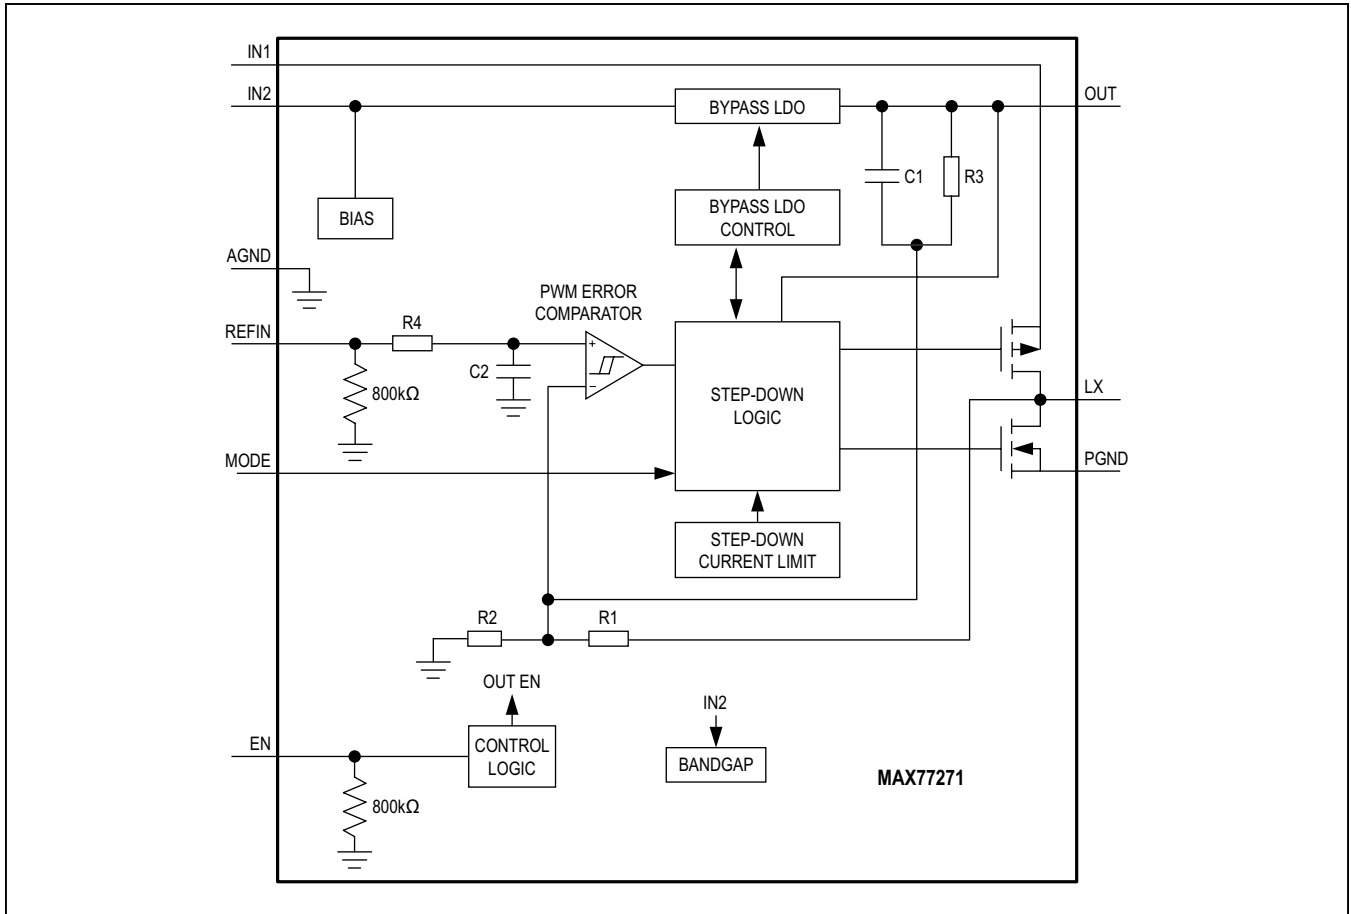 IN1
IN2
BYPASS LDO
OUT
C1
R3
BIAS
BYPASS LDO
CONTROL
AGND
PWM ERROR
COMPARATOR
REFIN
R4
+
C2
−
800kΩ
STEP-DOWN
LOGIC
LX
MODE
PGND
STEP-DOWN
CURRENT LIMIT
R2
R1
OUT EN
IN2
EN
CONTROL
LOGIC
BANDGAP
MAX77271
800kΩ